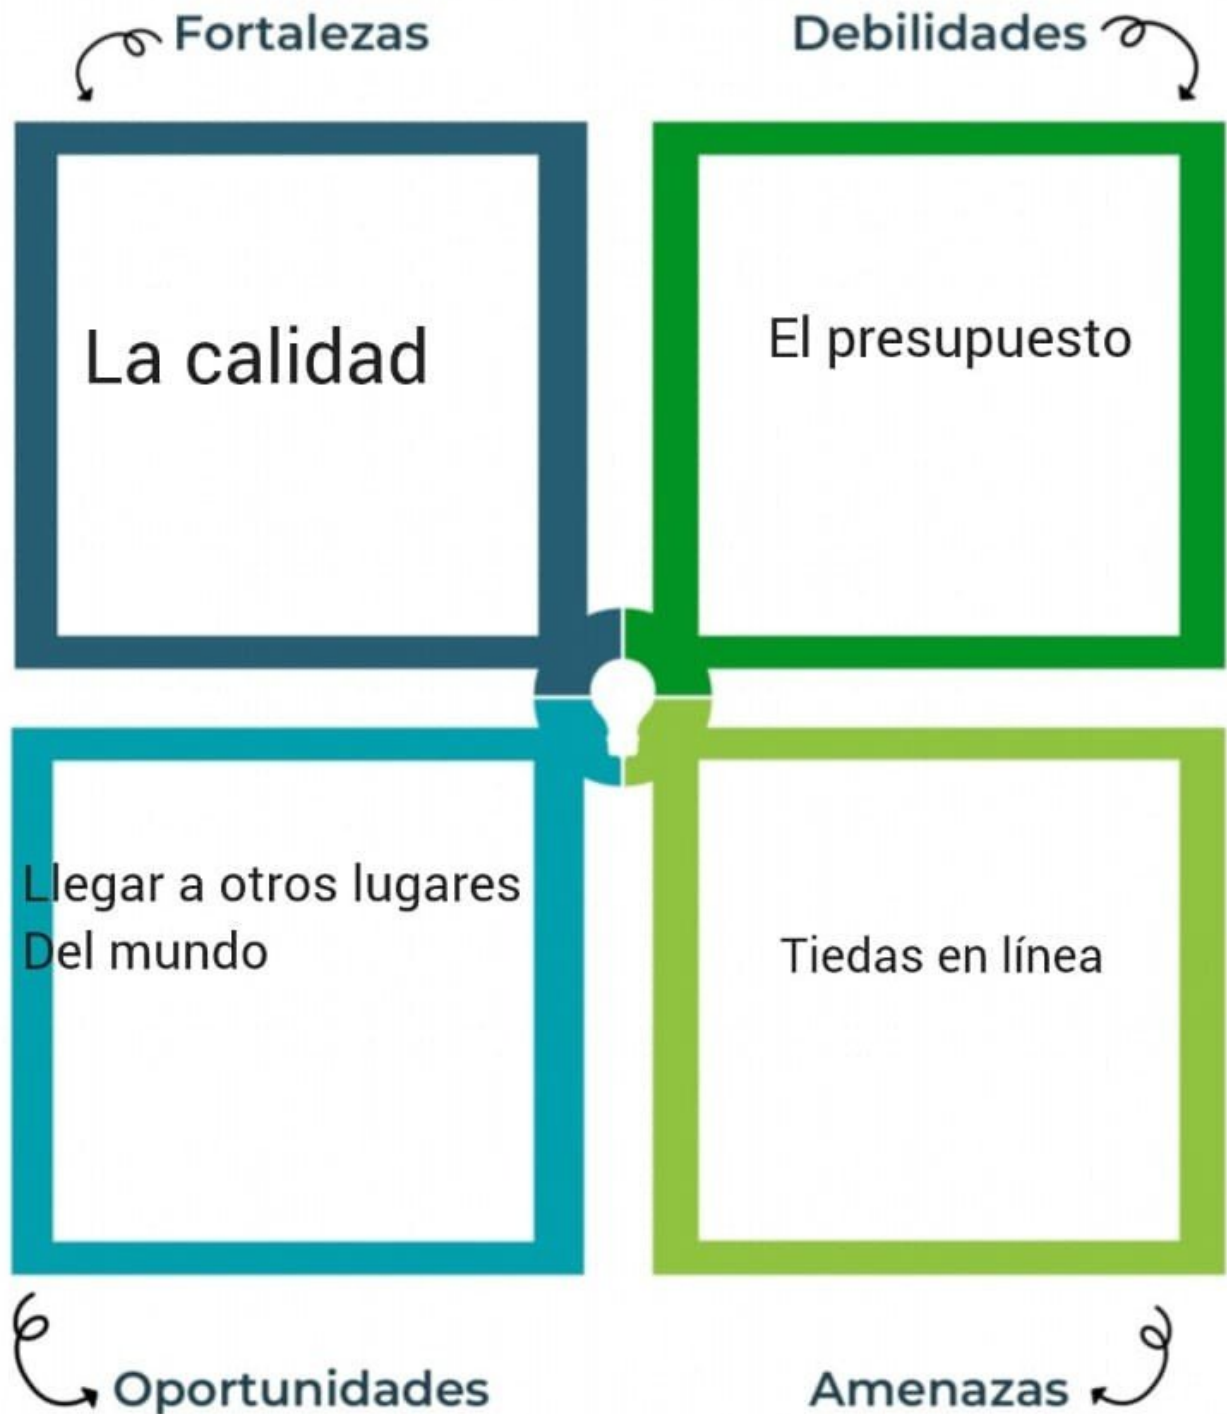 Fortalezas
Debilidades
La calidad
El presupuesto
Llegar a otros lugares
Del mundo
Tiedas en línea
Oportunidades
Amenazas